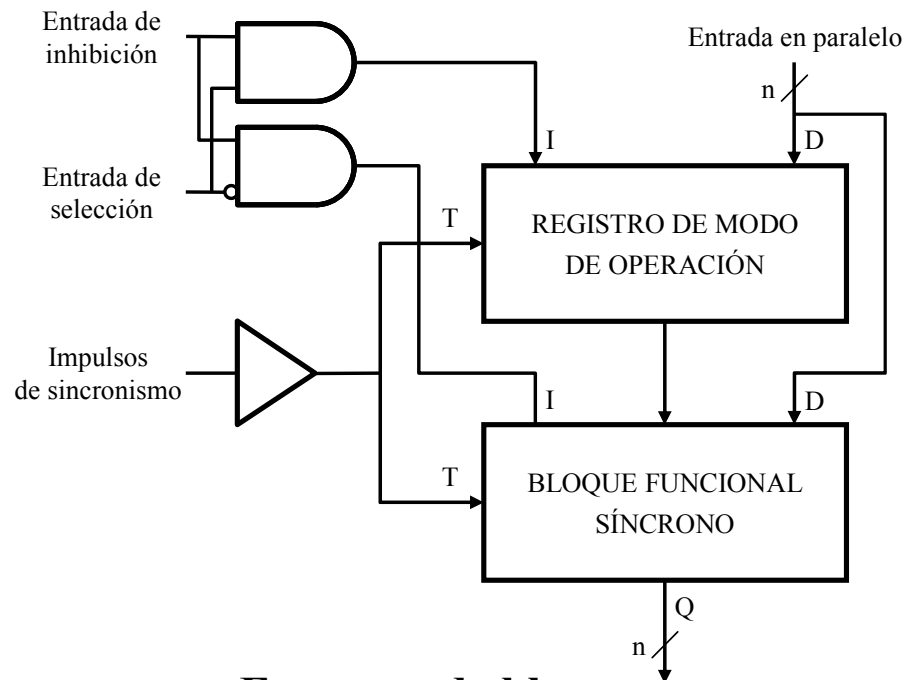 Entrada de
inhibición
Entrada en paralelo
n
I
D
Entrada de
selección
T
REGISTRO DE MODO
DE OPERACIÓN
Impulsos
de sincronismo
I
D
T
BLOQUE FUNCIONAL
SÍNCRONO
Q
n